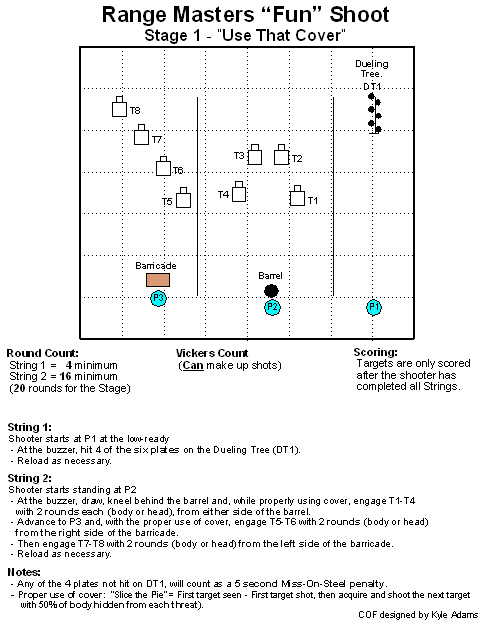 Range Masters “Fun” Shoot
Stage 1 - "Use That Cover"
Dueling
Tree.
DT1
T8
T7
T6
T5
T3
T2
T4
T1
Barricade
Barrel
P3
P2
P1
Round Count:
String 1 =   4 minimum
String 2 = 16 minimum
(20 rounds for the Stage)
Vickers Count
(Can make up shots)
Scoring:
Targets are only scored
after the shooter has
completed all Strings.
String 1:
Shooter starts at P1 at the low-ready
- At the buzzer, hit 4 of the six plates on the Dueling Tree (DT1).
- Reload as necessary.
String 2:
Shooter starts standing at P2
- At the buzzer, draw, kneel behind the barrel and, while properly using cover, engage T1-T4
with 2 rounds each (body or head), from either side of the barrel.
- Advance to P3 and, with the proper use of cover, engage T5-T6 with 2 rounds (body or head)
from the right side of the barricade.
- Then engage T7-T8 with 2 rounds (body or head) from the left side of the barricade.
- Reload as necessary.
Notes:
- Any of the 4 plates not hit on DT1, will count as a 5 second Miss-On-Steel penalty.
- Proper use of cover:  "Slice the Pie" = First target seen - First target shot, then acquire and shoot the next target
with 50% of body hidden from each threat).
COF designed by Kyle Adams